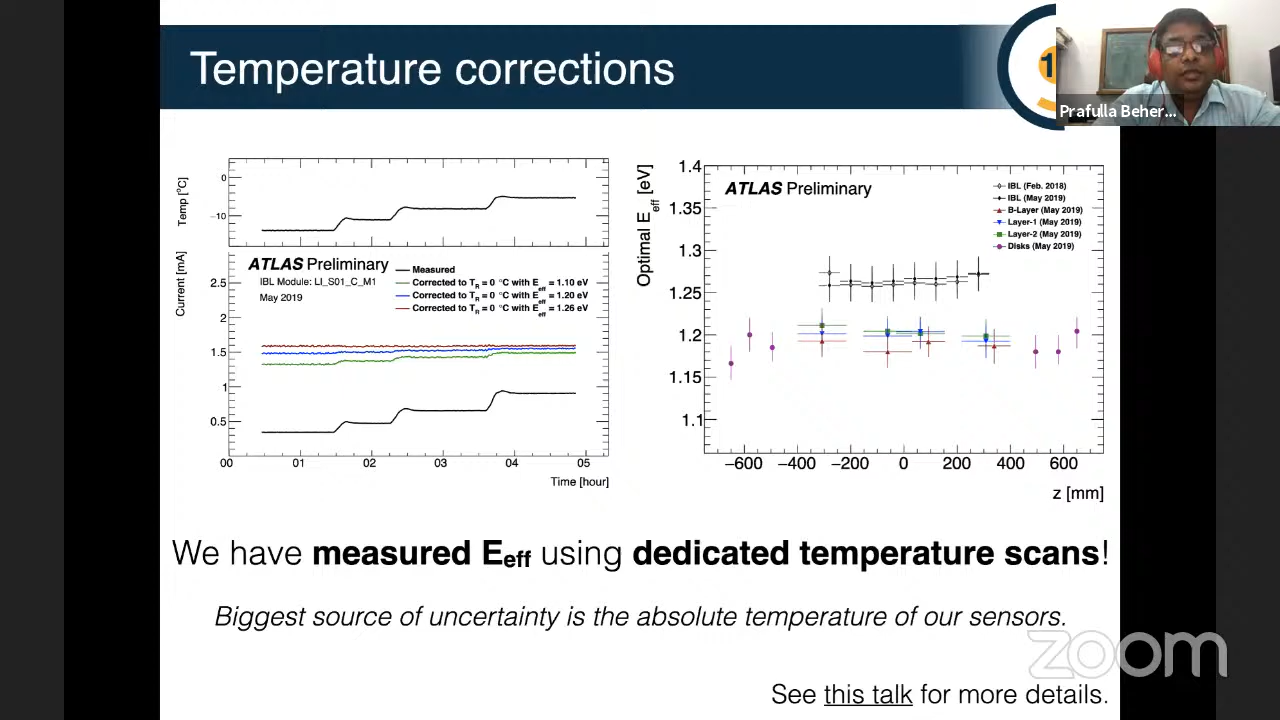 Temperature corrections
1
Prafulla Beher...
Temp [°C]
0
−10
Current [mA]
ATLAS Preliminary
IBL Module: LI_S01_C_M1
May 2019
Measured
Corrected to T_R = 0 °C with E_eff = 1.10 eV
Corrected to T_R = 0 °C with E_eff = 1.20 eV
Corrected to T_R = 0 °C with E_eff = 1.26 eV
2.5
2
1.5
1
0.5
00 01 02 03 04 05
Time [hour]
Optimal E_eff [eV]
ATLAS Preliminary
IBL (Feb. 2018)
IBL (May 2019)
B-Layer (May 2019)
Layer-1 (May 2019)
Layer-2 (May 2019)
Disks (May 2019)
1.4
1.35
1.3
1.25
1.2
1.15
1.1
−600 −400 −200 0 200 400 600
z [mm]
We have measured E_eff using dedicated temperature scans!
Biggest source of uncertainty is the absolute temperature of our sensors.
zoom
See this talk for more details.